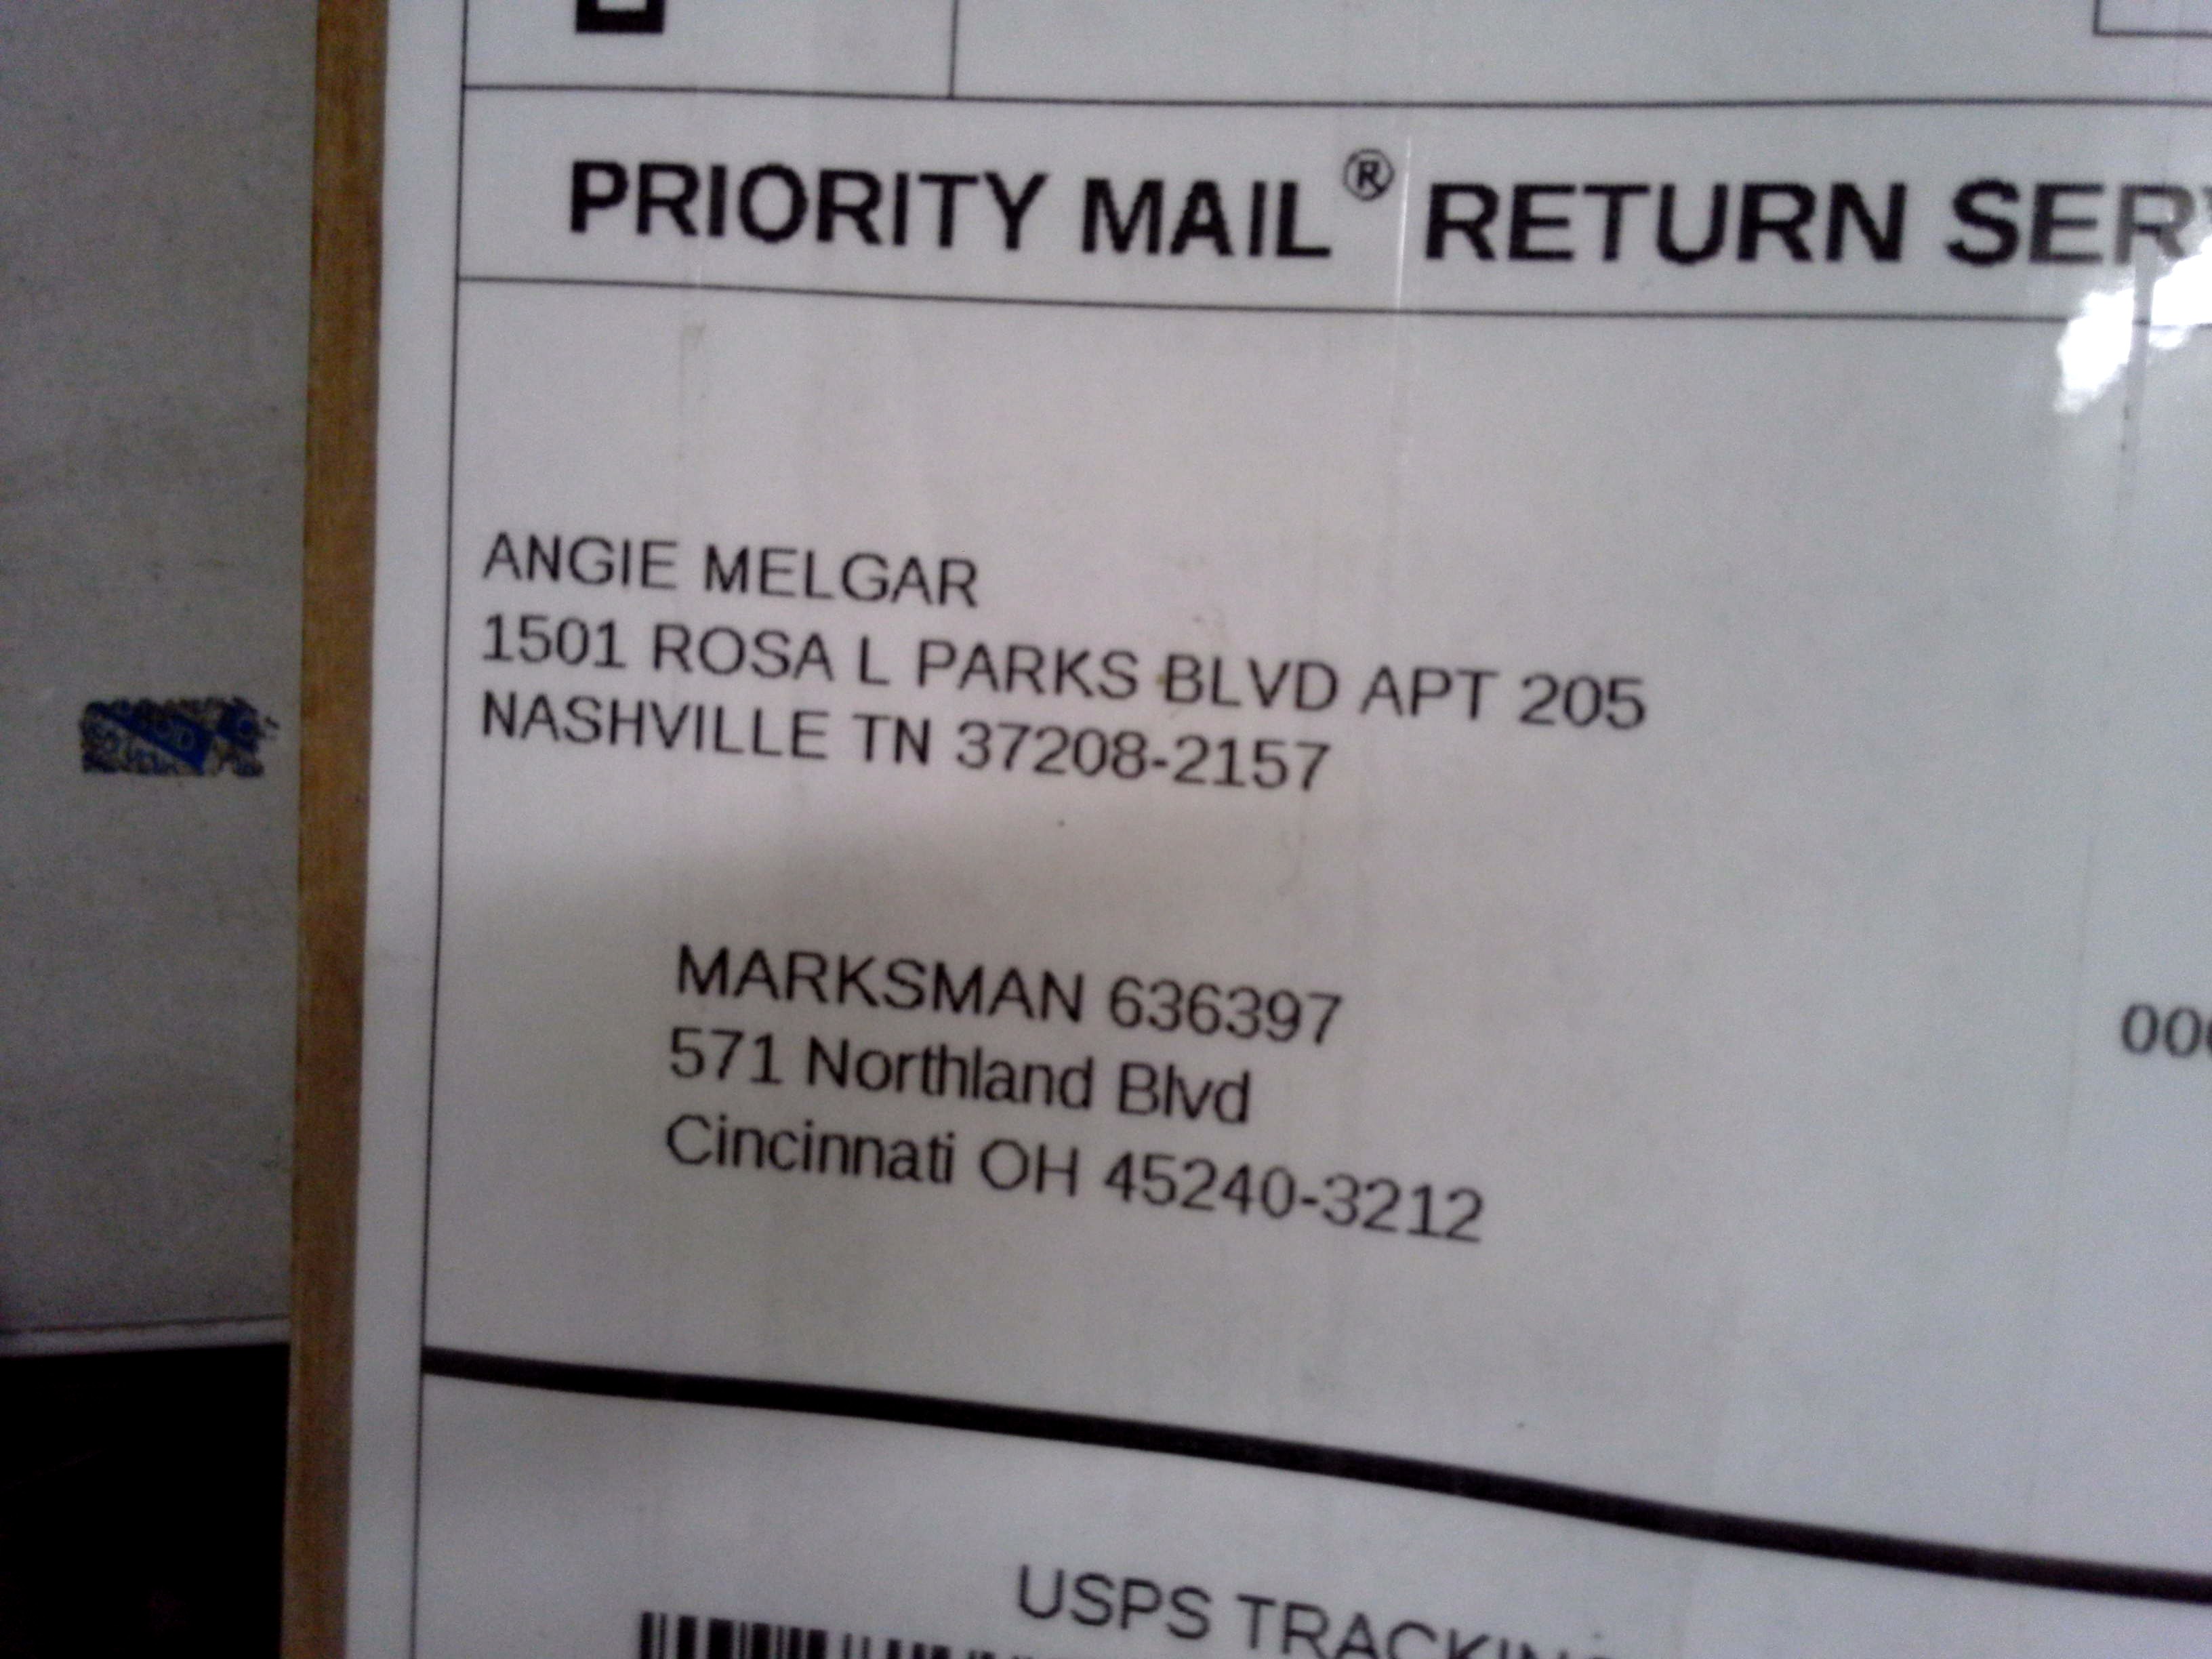 PRIORITY MAIL® RETURN SER
ANGIE MELGAR
1501 ROSA L PARKS BLVD APT 205
NASHVILLE TN 37208-2157
MARKSMAN 636397
571 Northland Blvd
Cincinnati OH 45240-3212
00
USPS TRACKIN